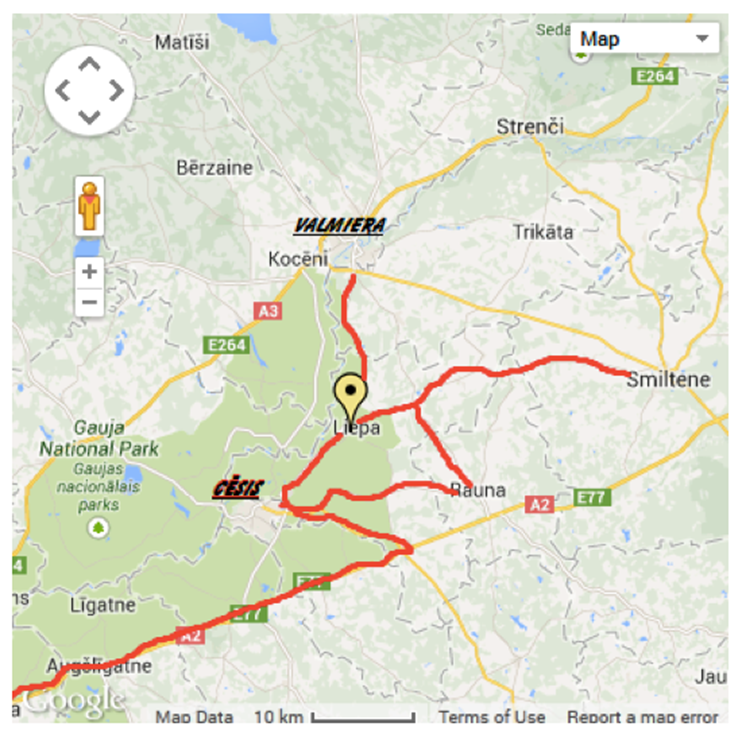 Matīši
Seda
Map
E264
Strenči
Bērzaine
VALMIERA
Trikāta
Kocēni
A3
E264
Smiltene
Liepa
Gauja
National Park
Gaujas
nacionālais
parks
CĒSIS
Rauna
A2 E77
4
ns
Līgatne
E77
A2
Augšlīgatne
Jau
a
Google
Map Data 10 km Terms of Use Report a map error